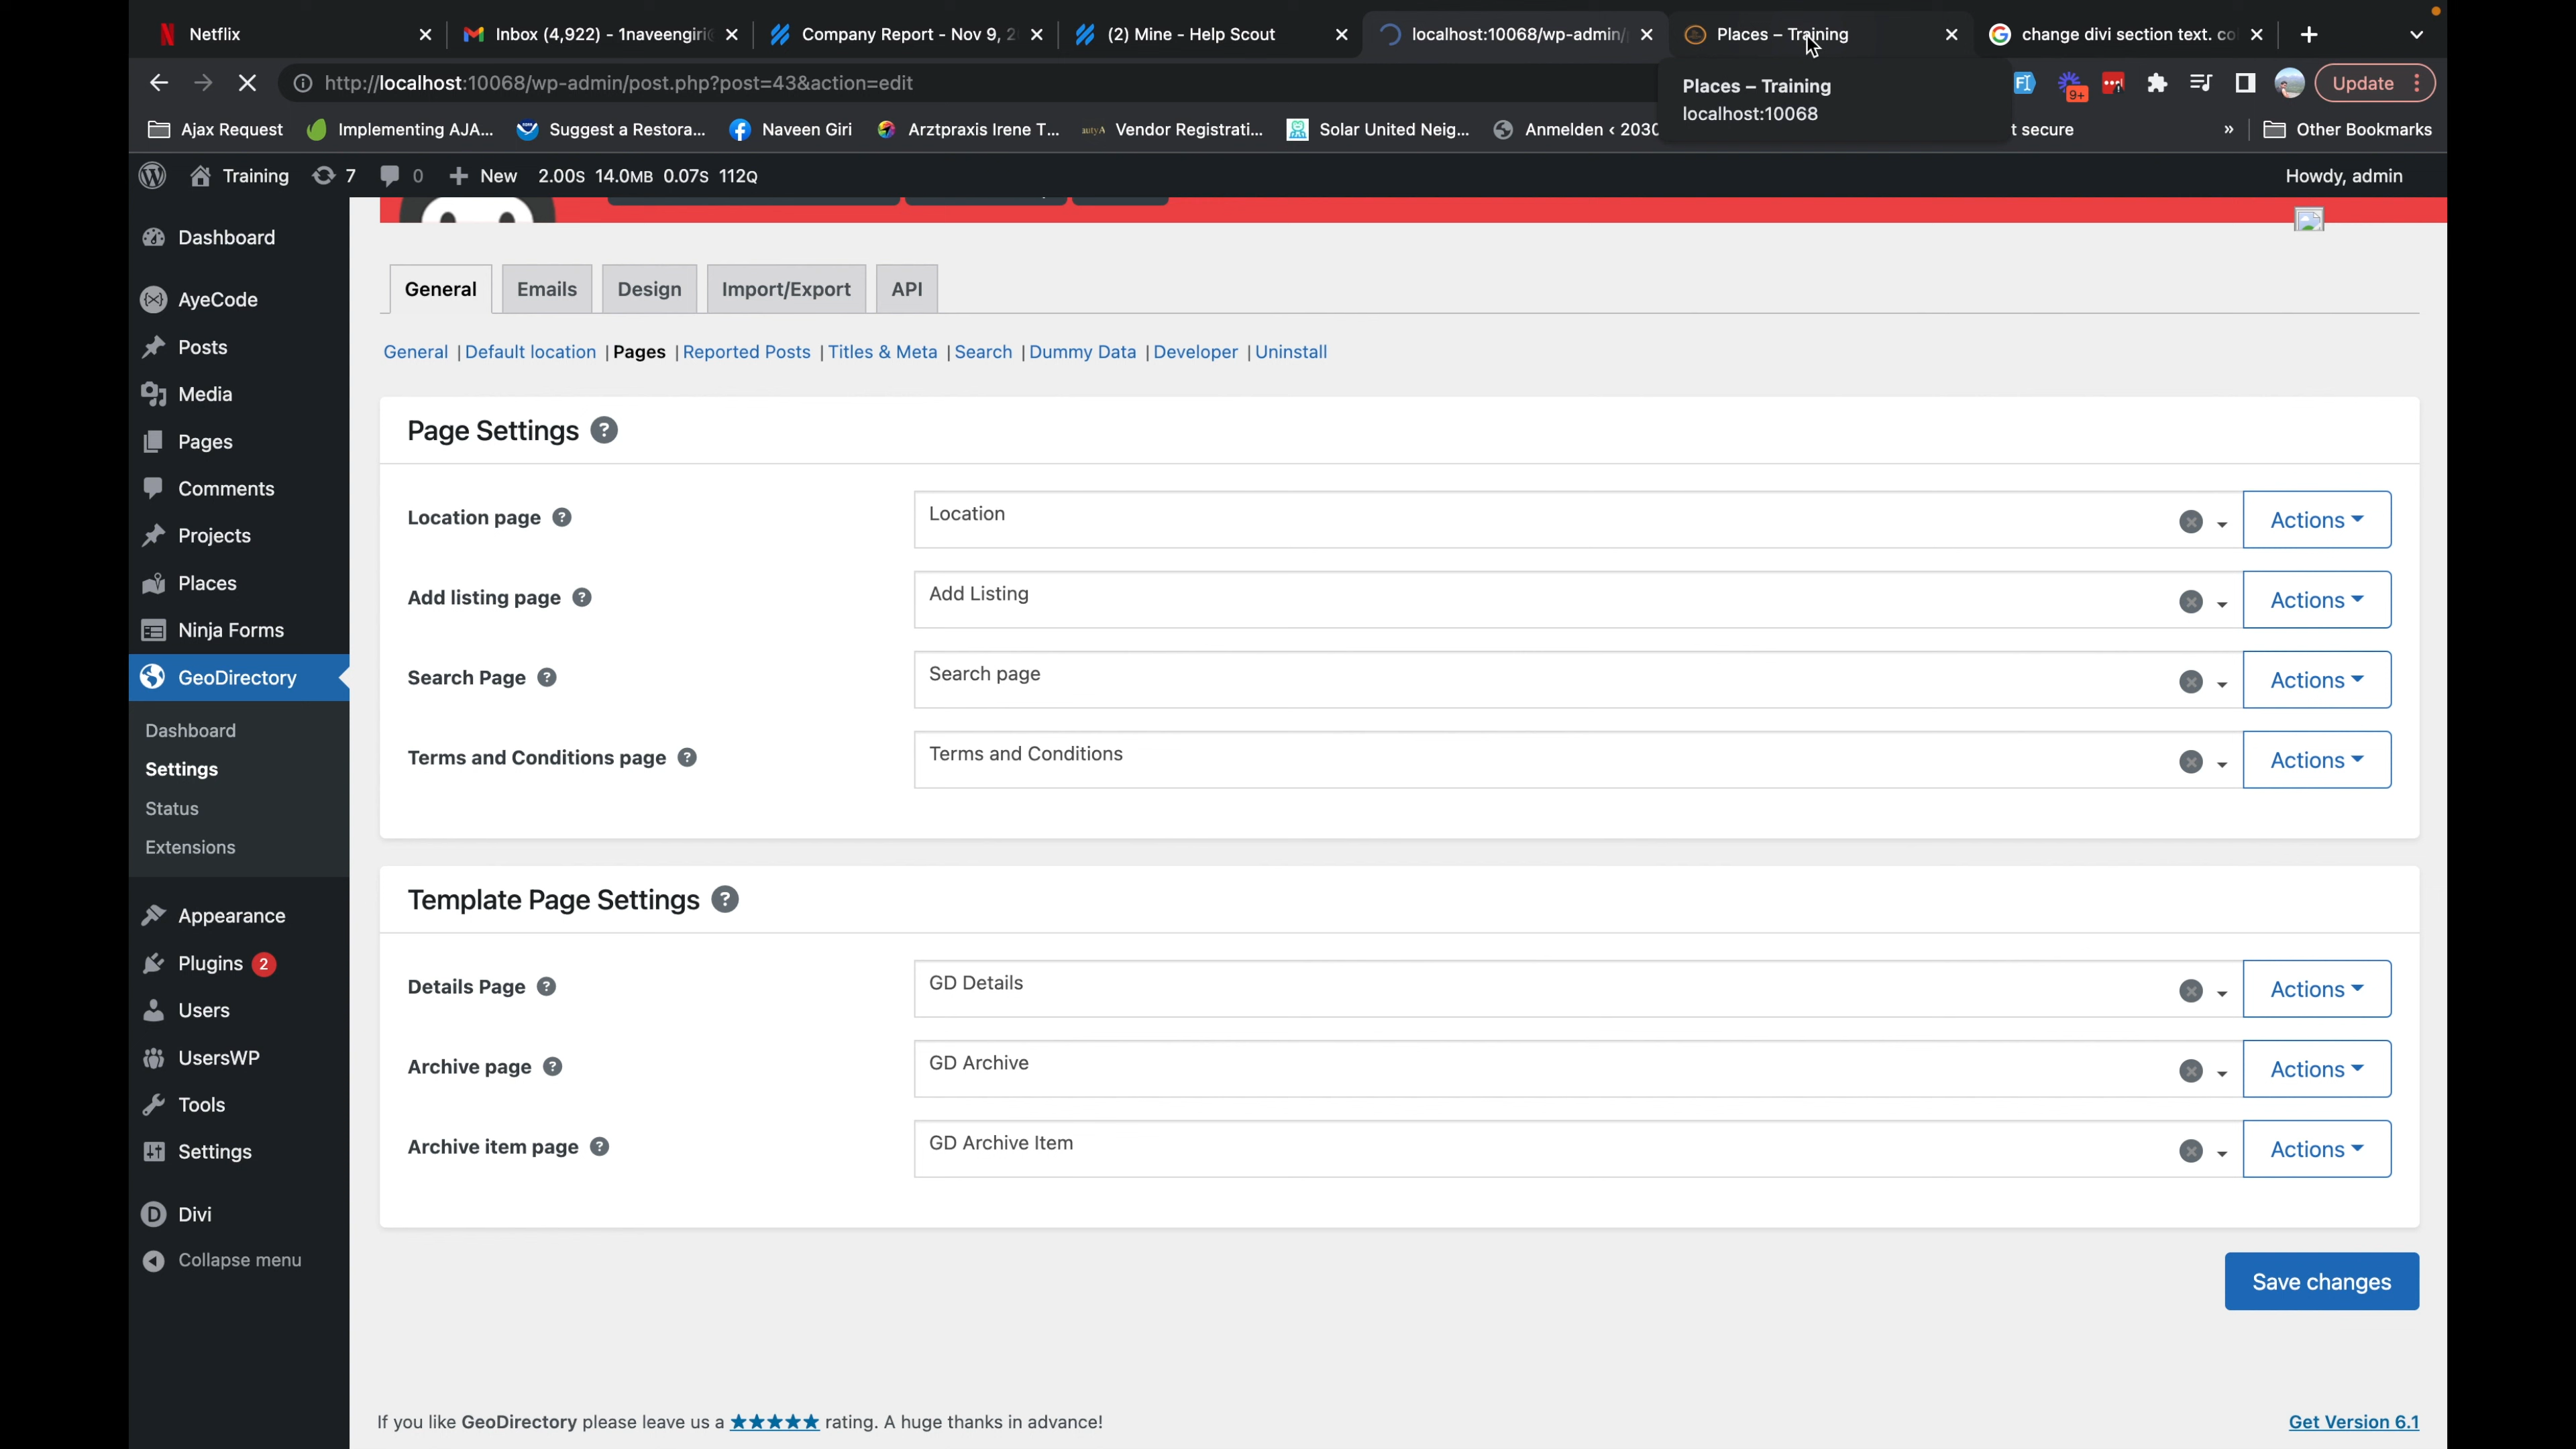 Netflix
Inbox (4,922) - 1naveengiri
Company Report - Nov 9, 2
(2) Mine - Help Scout
localhost:10068/wp-admin/
Places – Training
change divi section text. co
http://localhost:10068/wp-admin/post.php?post=43&action=edit
Places – Training
localhost:10068
9+
Update
Ajax Request
Implementing AJA...
Suggest a Restora...
Naveen Giri
Arztpraxis Irene T...
Vendor Registrati...
Solar United Neig...
Anmelden ‹ 2030
t secure
»
Other Bookmarks
Training
7
0
New
2.00S 14.0MB 0.07S 112Q
Howdy, admin
Dashboard
AyeCode
Posts
Media
Pages
Comments
Projects
Places
Ninja Forms
GeoDirectory
Dashboard
Settings
Status
Extensions
Appearance
Plugins 2
Users
UsersWP
Tools
Settings
Divi
Collapse menu
General
Emails
Design
Import/Export
API
General | Default location | Pages | Reported Posts | Titles & Meta | Search | Dummy Data | Developer | Uninstall
Page Settings ?
Location page ? Location Actions
Add listing page ? Add Listing Actions
Search Page ? Search page Actions
Terms and Conditions page ? Terms and Conditions Actions
Template Page Settings ?
Details Page ? GD Details Actions
Archive page ? GD Archive Actions
Archive item page ? GD Archive Item Actions
Save changes
If you like GeoDirectory please leave us a ★★★★★ rating. A huge thanks in advance!
Get Version 6.1